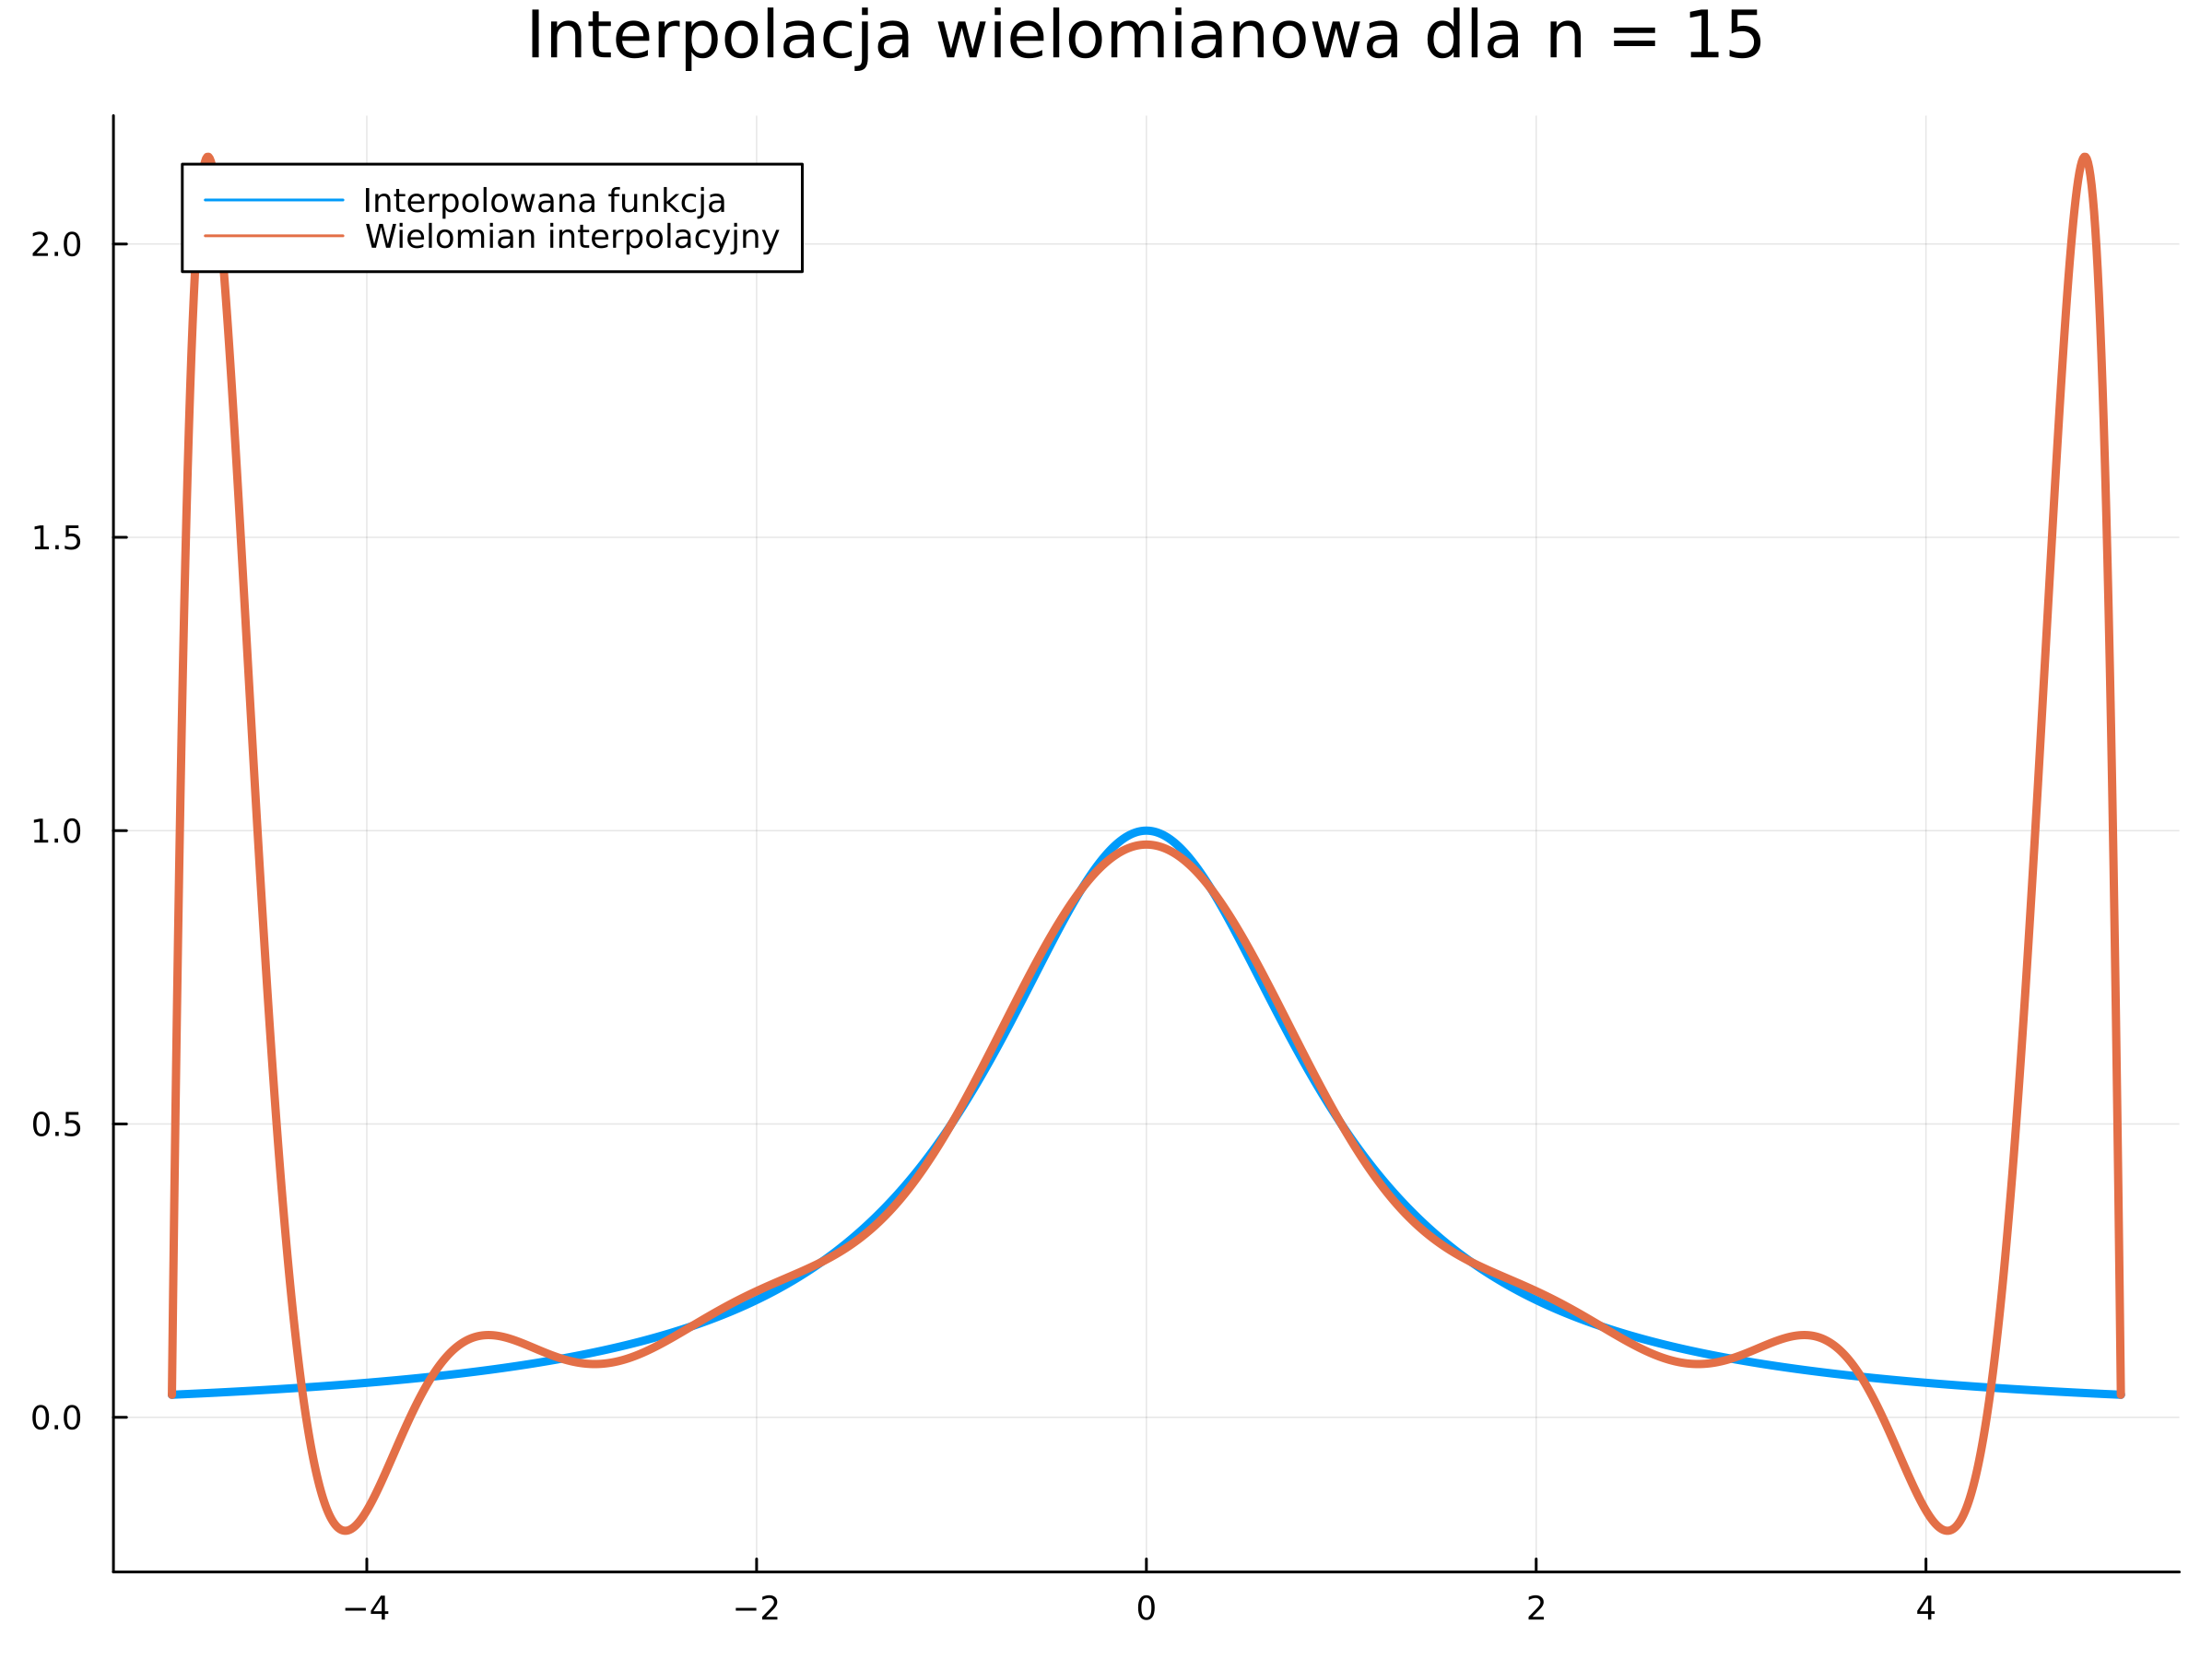 Interpolacja wielomianowa dla n = 15
Interpolowana funkcja
Wielomian interpolacyjny
2.0
1.5
1.0
0.5
0.0
−4 −2 0 2 4